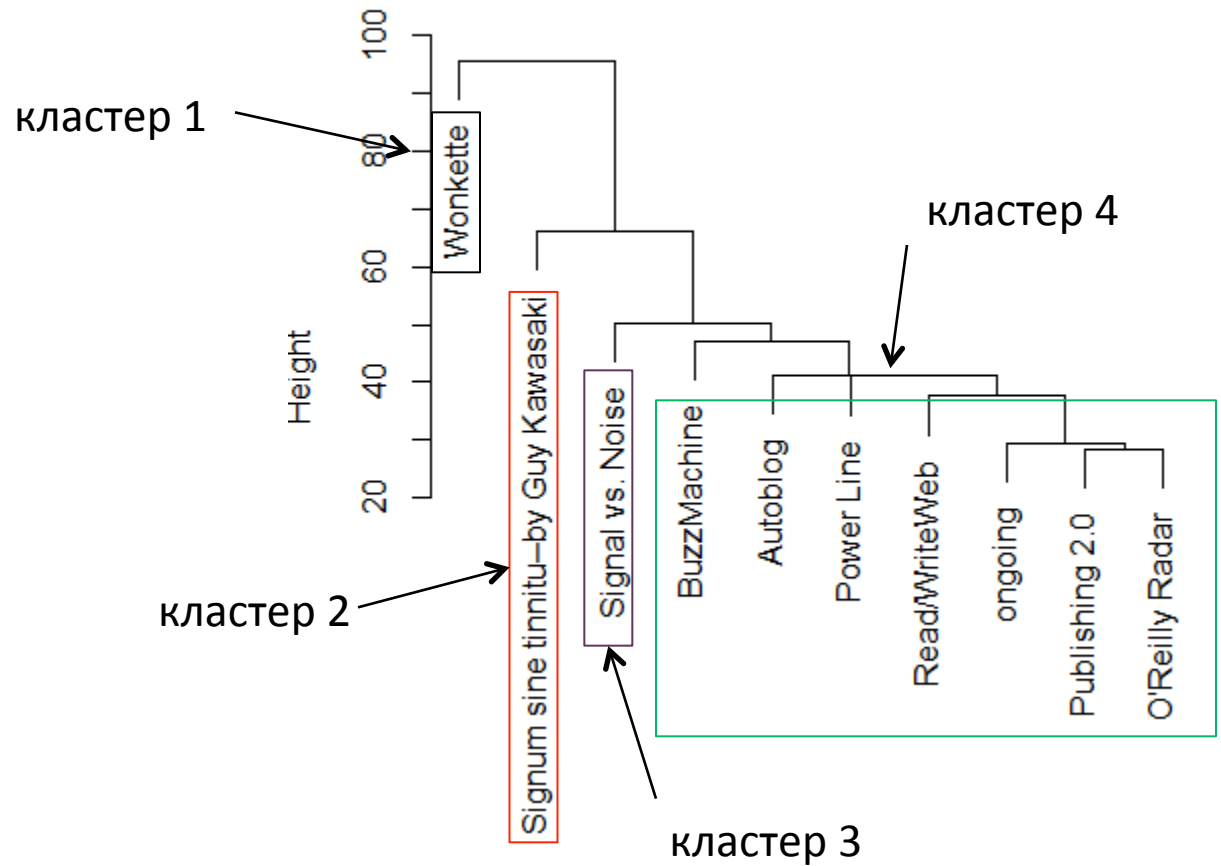 100
кластер 1
80
Wonkette
кластер 4
60
Height
40
20
Signum sine tinnitu–by Guy Kawasaki
Signal vs. Noise
BuzzMachine
Autoblog
Power Line
Read/WriteWeb
ongoing
Publishing 2.0
O'Reilly Radar
кластер 2
кластер 3